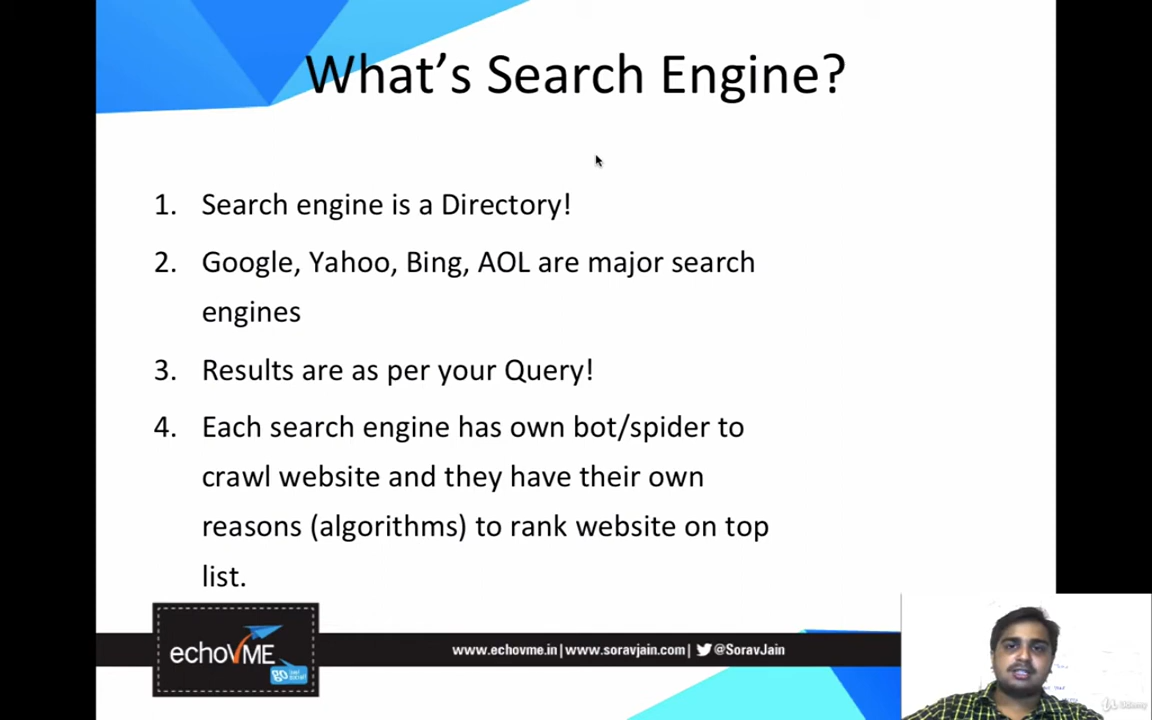 What's Search Engine?
1. Search engine is a Directory!
2. Google, Yahoo, Bing, AOL are major search
engines
3. Results are as per your Query!
4. Each search engine has own bot/spider to
crawl website and they have their own
reasons (algorithms) to rank website on top
list.
echoVME
go
www.echovme.in|www.soravjain.com| @SoravJain
Udemy